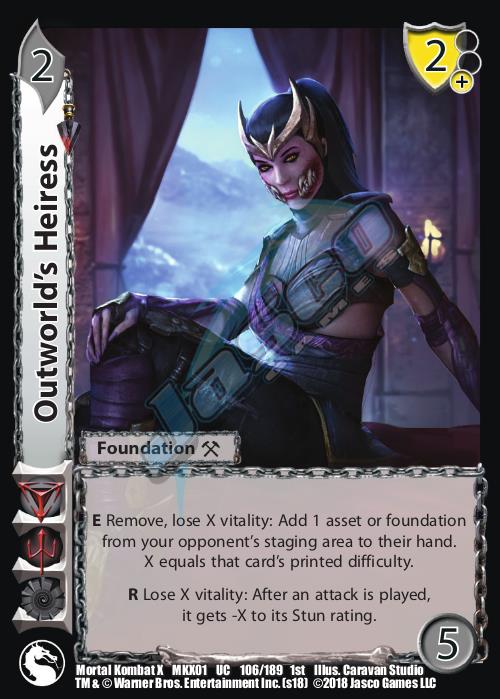 2
2
+
Outworld's Heiress
JASCO
GAMES
Foundation
E Remove, lose X vitality: Add 1 asset or foundation
from your opponent's staging area to their hand.
X equals that card's printed difficulty.
R Lose X vitality: After an attack is played,
it gets -X to its Stun rating.
5
Mortal Kombat X MKX01 UC 106/189 1st Illus. Caravan Studio
TM & © Warner Bros. Entertainment Inc. (s18) ©2018 Jasco Games LLC